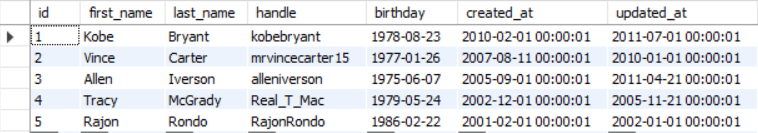 id first_name last_name handle birthday created_at updated_at
1 Kobe Bryant kobebryant 1978-08-23 2010-02-01 00:00:01 2011-07-01 00:00:01
2 Vince Carter mrvincecarter15 1977-01-26 2007-08-11 00:00:01 2010-01-01 00:00:01
3 Allen Iverson alleniverson 1975-06-07 2005-09-01 00:00:01 2011-04-21 00:00:01
4 Tracy McGrady Real_T_Mac 1979-05-24 2002-12-01 00:00:01 2005-11-21 00:00:01
5 Rajon Rondo RajonRondo 1986-02-22 2001-02-01 00:00:01 2002-01-01 00:00:01